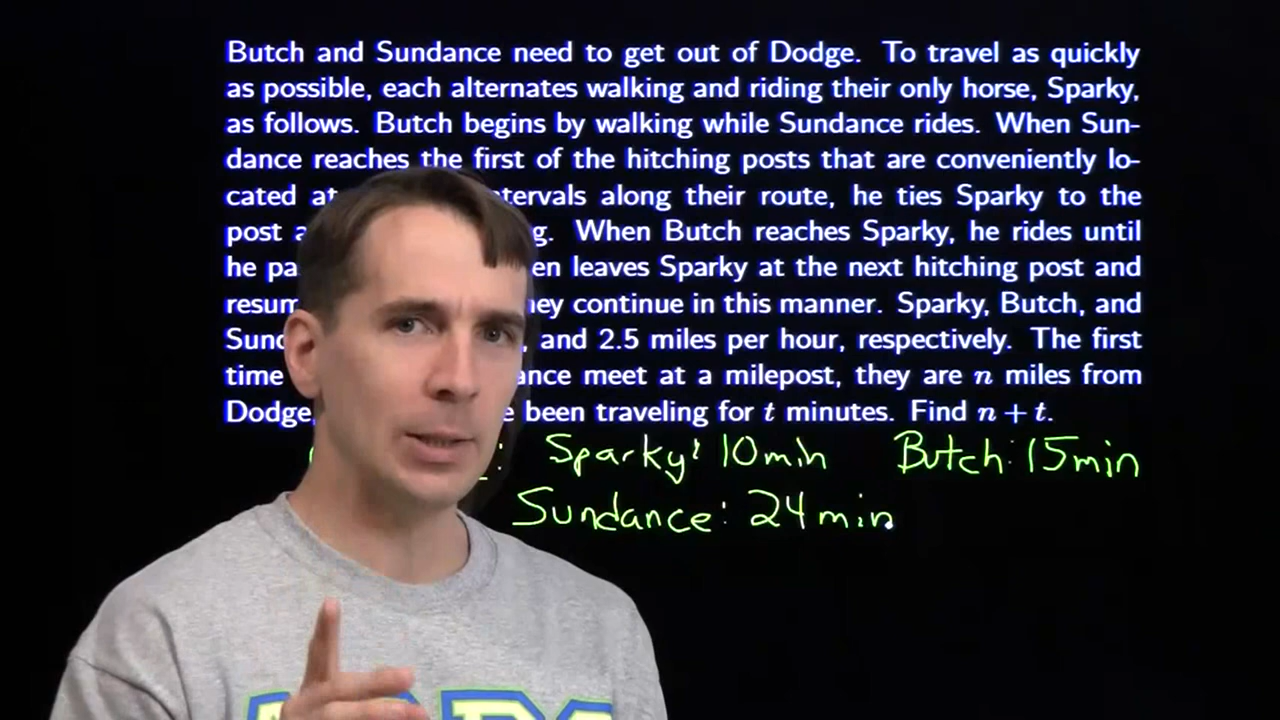 Butch and Sundance need to get out of Dodge. To travel as quickly
as possible, each alternates walking and riding their only horse, Sparky,
as follows. Butch begins by walking while Sundance rides. When Sun-
dance reaches the first of the hitching posts that are conveniently lo-
cated at tervals along their route, he ties Sparky to the
post a g. When Butch reaches Sparky, he rides until
he pa en leaves Sparky at the next hitching post and
resum ey continue in this manner. Sparky, Butch, and
Sund , and 2.5 miles per hour, respectively. The first
time ance meet at a milepost, they are n miles from
Dodge, e been traveling for t minutes. Find n + t.
: Sparky: 10 min Butch: 15 min
Sundance: 24 min